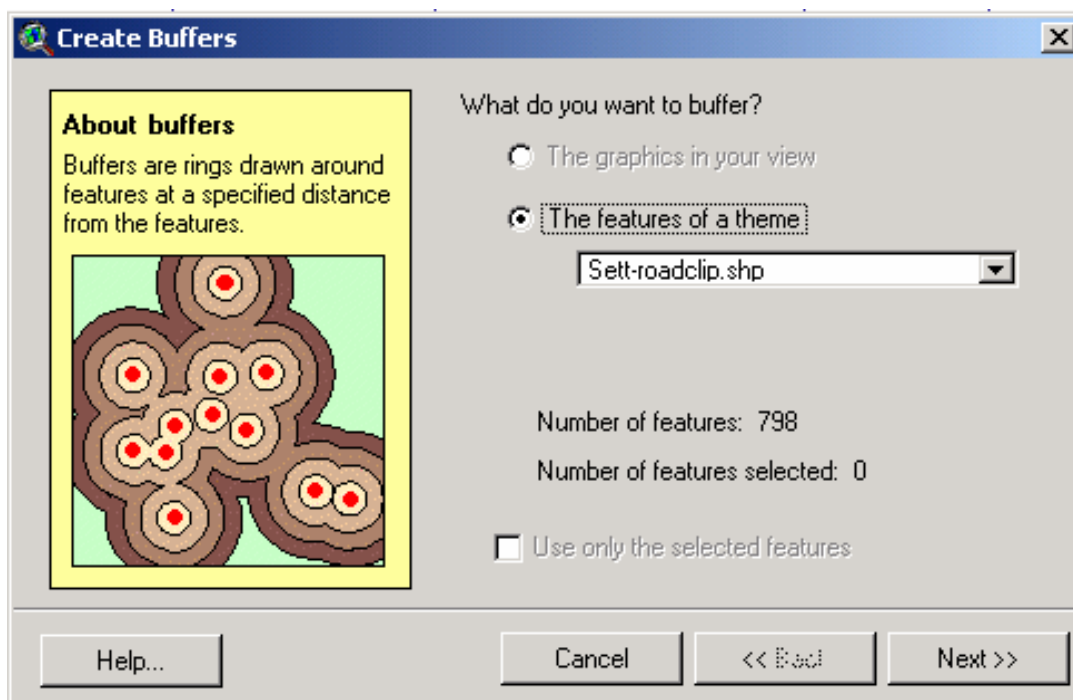 Create Buffers
About buffers
Buffers are rings drawn around
features at a specified distance
from the features.
What do you want to buffer?
The graphics in your view
The features of a theme
Sett-roadclip.shp
Number of features: 798
Number of features selected: 0
Use only the selected features
Help...
Cancel
<< Back
Next >>